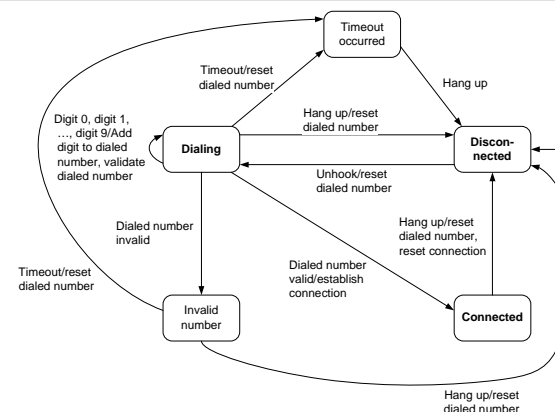 Timeout
occurred
Timeout/reset
dialed number
Hang up
Digit 0, digit 1,
…, digit 9/Add
digit to dialed
number, validate
dialed number
Hang up/reset
dialed number
Dialing
Discon-
nected
Unhook/reset
dialed number
Dialed number
invalid
Hang up/reset
dialed number,
reset connection
Dialed number
valid/establish
connection
Timeout/reset
dialed number
Invalid
number
Connected
Hang up/reset
dialed number